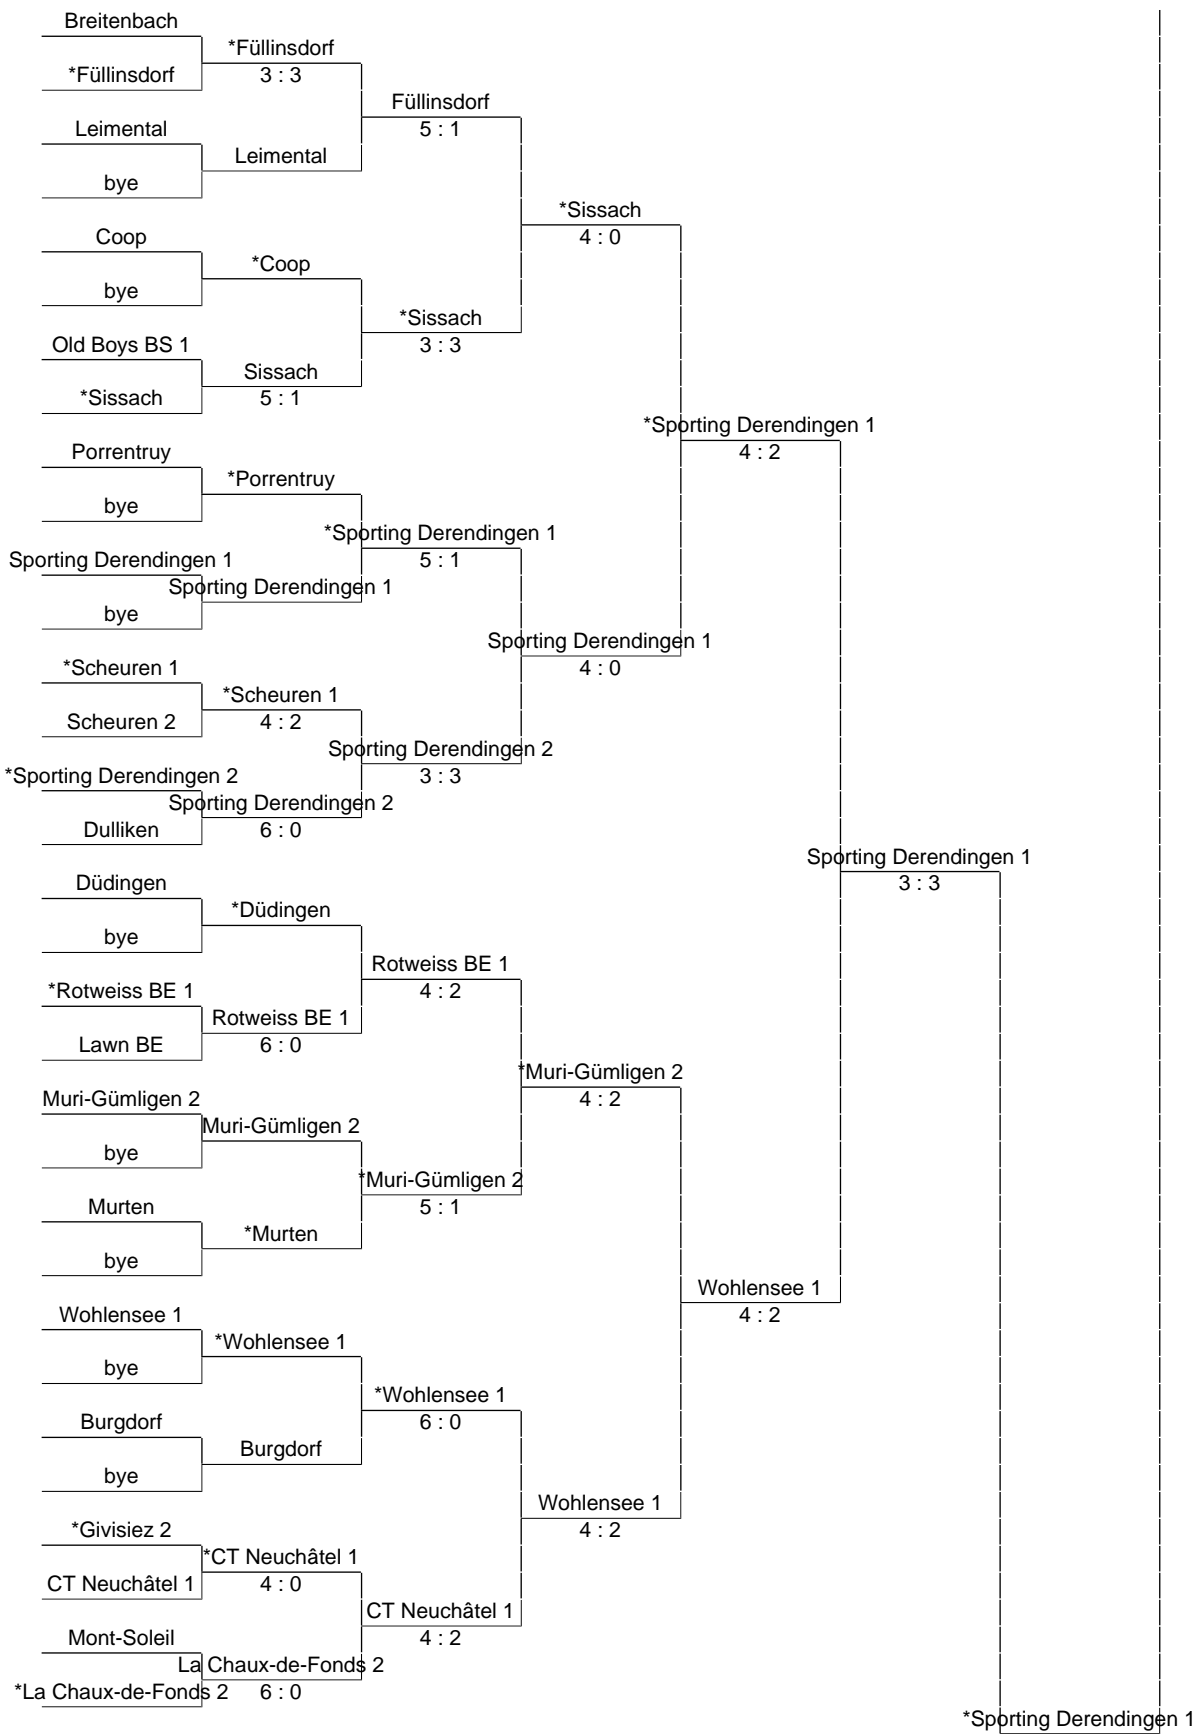 Breitenbach
*Füllinsdorf
*Füllinsdorf
3 : 3
Füllinsdorf
5 : 1
Leimental
Leimental
bye
*Sissach
4 : 0
Coop
*Coop
bye
*Sissach
3 : 3
Old Boys BS 1
Sissach
5 : 1
*Sissach
*Sporting Derendingen 1
4 : 2
Porrentruy
*Porrentruy
bye
*Sporting Derendingen 1
5 : 1
Sporting Derendingen 1
Sporting Derendingen 1
bye
Sporting Derendingen 1
4 : 0
*Scheuren 1
*Scheuren 1
4 : 2
Scheuren 2
Sporting Derendingen 2
3 : 3
*Sporting Derendingen 2
Sporting Derendingen 2
6 : 0
Dulliken
Sporting Derendingen 1
3 : 3
Düdingen
*Düdingen
bye
Rotweiss BE 1
4 : 2
*Rotweiss BE 1
Rotweiss BE 1
6 : 0
Lawn BE
*Muri-Gümligen 2
4 : 2
Muri-Gümligen 2
Muri-Gümligen 2
bye
*Muri-Gümligen 2
5 : 1
Murten
*Murten
bye
Wohlensee 1
4 : 2
Wohlensee 1
*Wohlensee 1
bye
*Wohlensee 1
6 : 0
Burgdorf
Burgdorf
bye
Wohlensee 1
4 : 2
*Givisiez 2
*CT Neuchâtel 1
4 : 0
CT Neuchâtel 1
CT Neuchâtel 1
4 : 2
Mont-Soleil
La Chaux-de-Fonds 2
6 : 0
*La Chaux-de-Fonds 2
*Sporting Derendingen 1